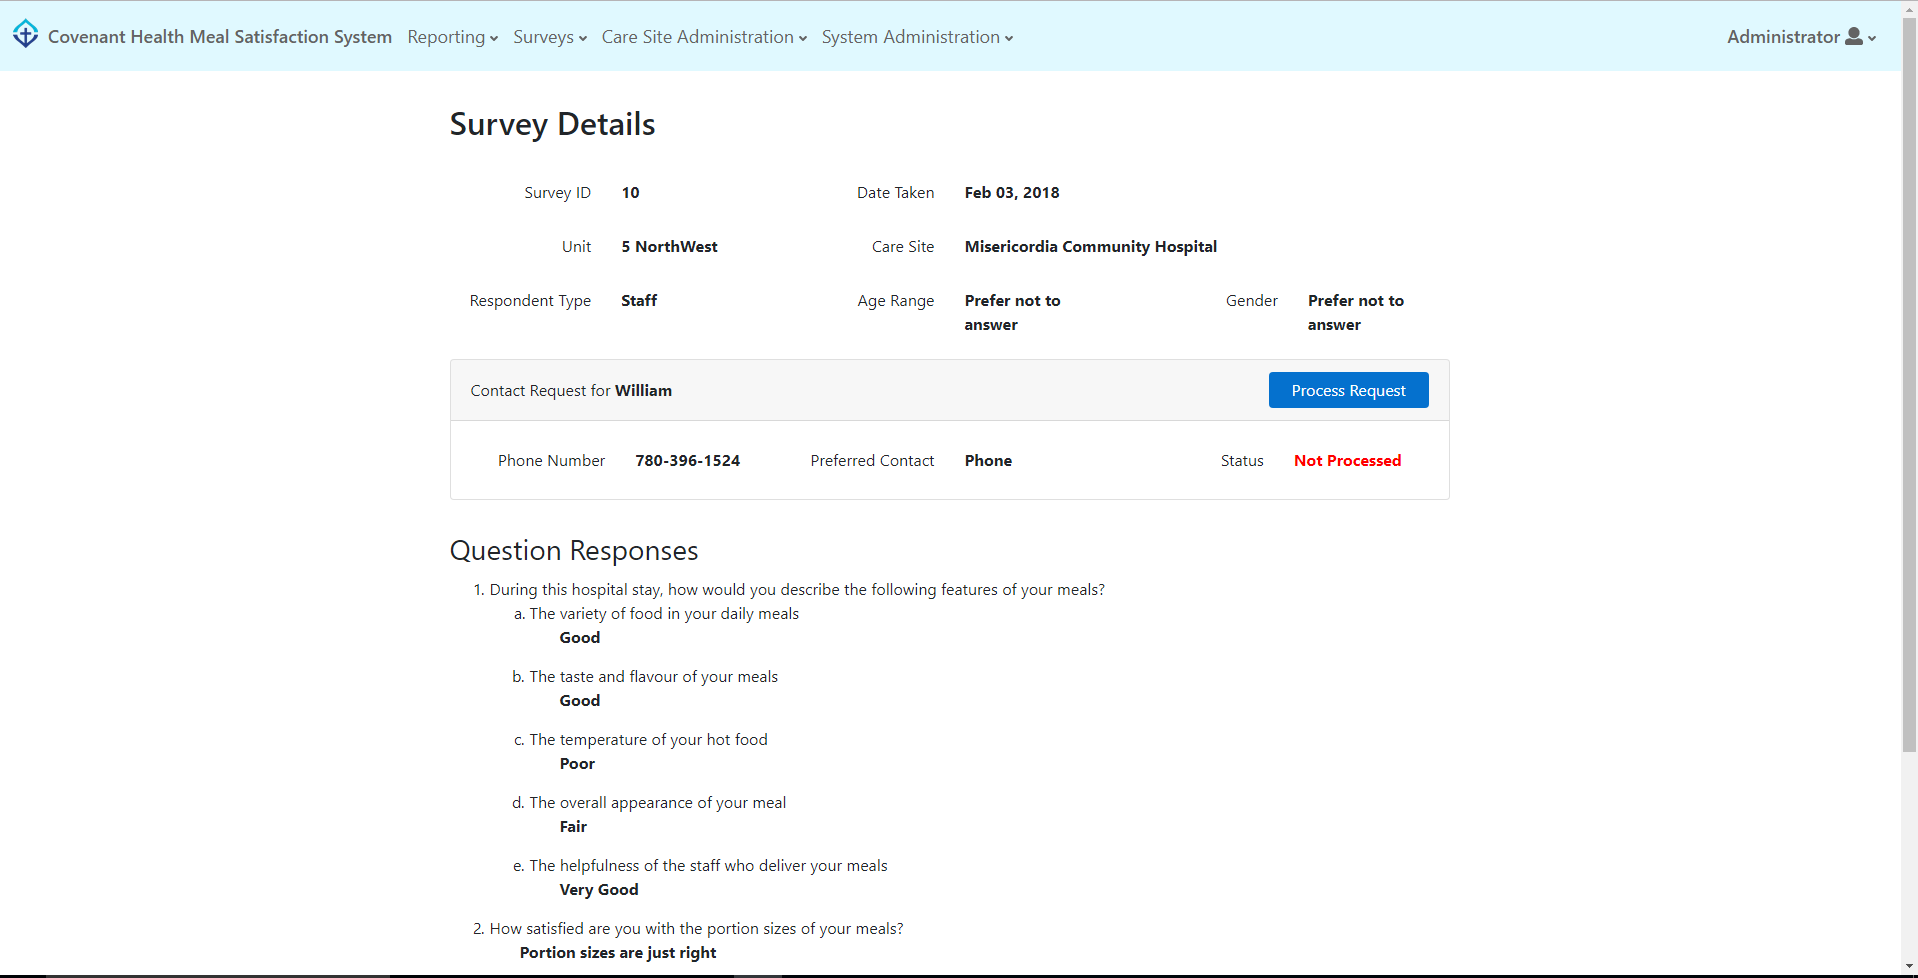 Covenant Health Meal Satisfaction System Reporting Surveys Care Site Administration System Administration Administrator
Survey Details
Survey ID 10 Date Taken Feb 03, 2018
Unit 5 NorthWest Care Site Misericordia Community Hospital
Respondent Type Staff Age Range Prefer not to answer Gender Prefer not to answer
Contact Request for William Process Request
Phone Number 780-396-1524 Preferred Contact Phone Status Not Processed
Question Responses
1. During this hospital stay, how would you describe the following features of your meals?
a. The variety of food in your daily meals
Good
b. The taste and flavour of your meals
Good
c. The temperature of your hot food
Poor
d. The overall appearance of your meal
Fair
e. The helpfulness of the staff who deliver your meals
Very Good
2. How satisfied are you with the portion sizes of your meals?
Portion sizes are just right